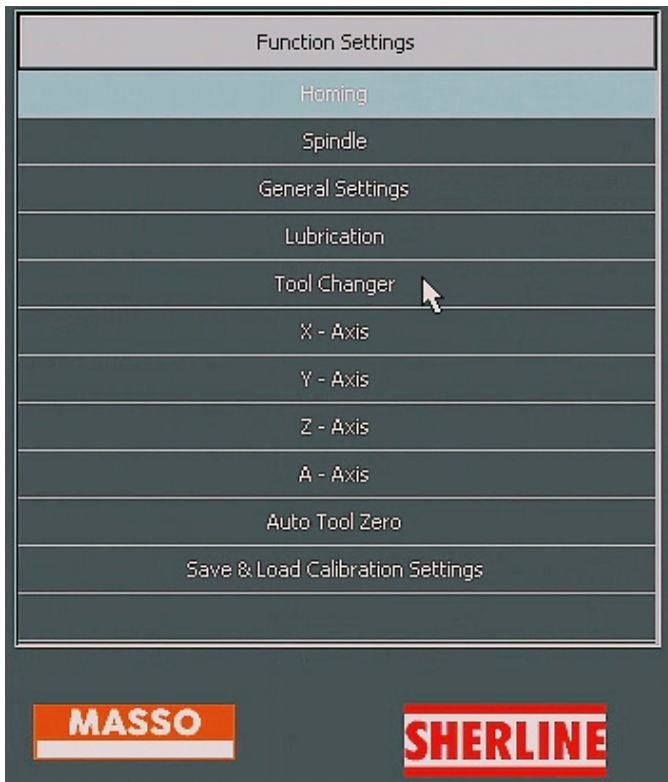 Function Settings
Homing
Spindle
General Settings
Lubrication
Tool Changer
X - Axis
Y - Axis
Z - Axis
A - Axis
Auto Tool Zero
Save & Load Calibration Settings
MASSO
SHERLINE